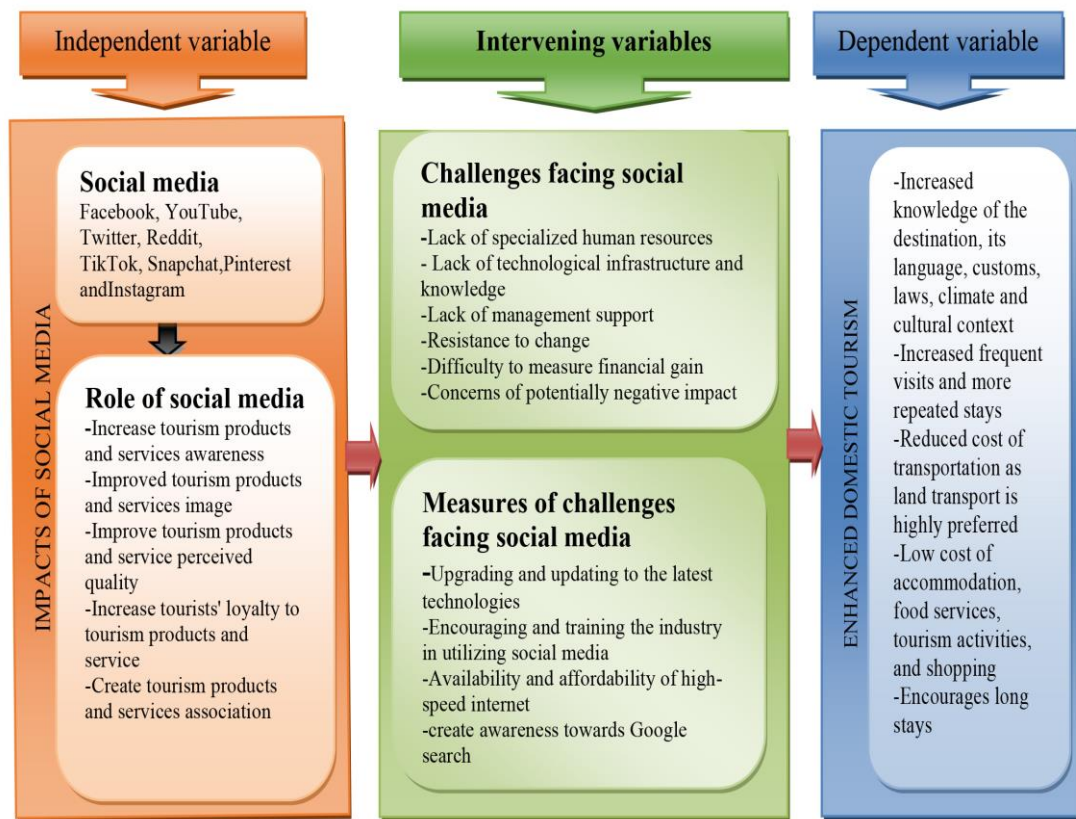 Independent variable
Intervening variables
Dependent variable
IMPACTS OF SOCIAL MEDIA
Social media
Facebook, YouTube,
Twitter, Reddit,
TikTok, Snapchat,Pinterest
andInstagram
Role of social media
-Increase tourism products
and services awareness
-Improved tourism products
and services image
-Improve tourism products
and service perceived
quality
-Increase tourists' loyalty to
tourism products and
service
-Create tourism products
and services association
Challenges facing social
media
-Lack of specialized human resources
- Lack of technological infrastructure and
knowledge
-Lack of management support
-Resistance to change
-Difficulty to measure financial gain
-Concerns of potentially negative impact
Measures of challenges
facing social media
-Upgrading and updating to the latest
technologies
-Encouraging and training the industry
in utilizing social media
-Availability and affordability of high-
speed internet
-create awareness towards Google
search
ENHANCED DOMESTIC TOURISM
-Increased
knowledge of the
destination, its
language, customs,
laws, climate and
cultural context
-Increased frequent
visits and more
repeated stays
-Reduced cost of
transportation as
land transport is
highly preferred
-Low cost of
accommodation,
food services,
tourism activities,
and shopping
-Encourages long
stays